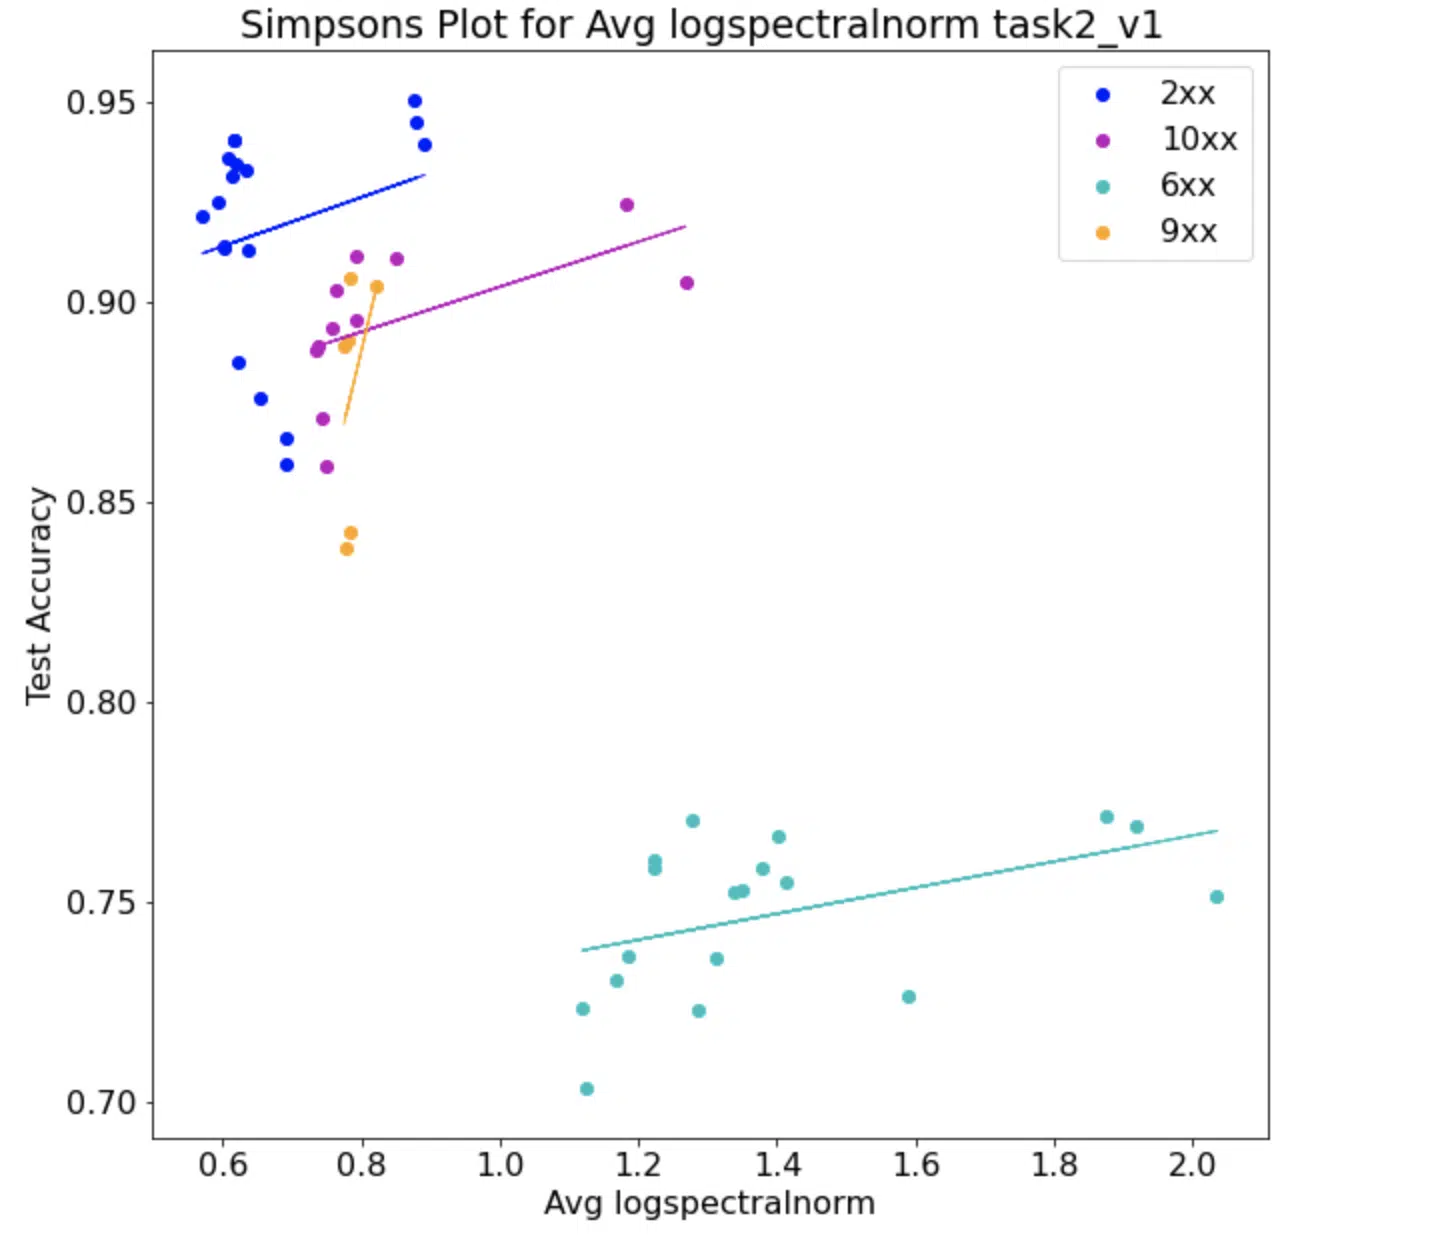 Simpsons Plot for Avg logspectralnorm task2_v1
2xx
10xx
6xx
9xx
0.95
0.90
0.85
0.80
0.75
0.70
Test Accuracy
0.6 0.8 1.0 1.2 1.4 1.6 1.8 2.0
Avg logspectralnorm